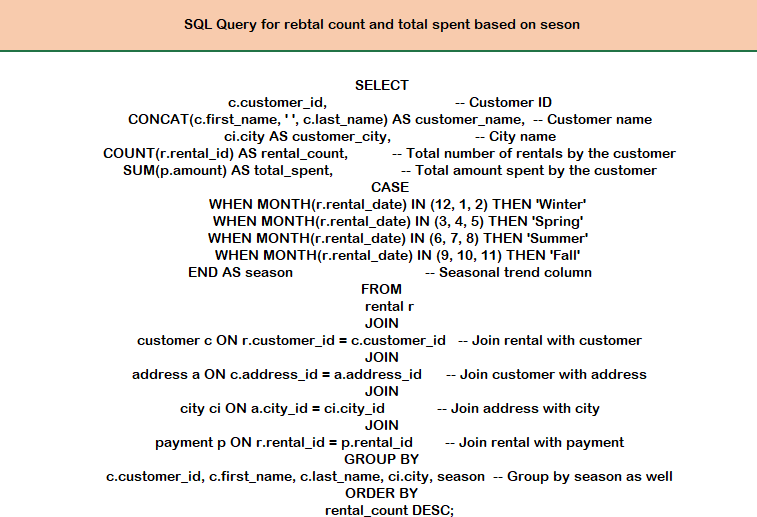 SQL Query for rebtal count and total spent based on seson
SELECT
c.customer_id, -- Customer ID
CONCAT(c.first_name, ' ', c.last_name) AS customer_name, -- Customer name
ci.city AS customer_city, -- City name
COUNT(r.rental_id) AS rental_count, -- Total number of rentals by the customer
SUM(p.amount) AS total_spent, -- Total amount spent by the customer
CASE
WHEN MONTH(r.rental_date) IN (12, 1, 2) THEN 'Winter'
WHEN MONTH(r.rental_date) IN (3, 4, 5) THEN 'Spring'
WHEN MONTH(r.rental_date) IN (6, 7, 8) THEN 'Summer'
WHEN MONTH(r.rental_date) IN (9, 10, 11) THEN 'Fall'
END AS season -- Seasonal trend column
FROM
rental r
JOIN
customer c ON r.customer_id = c.customer_id -- Join rental with customer
JOIN
address a ON c.address_id = a.address_id -- Join customer with address
JOIN
city ci ON a.city_id = ci.city_id -- Join address with city
JOIN
payment p ON r.rental_id = p.rental_id -- Join rental with payment
GROUP BY
c.customer_id, c.first_name, c.last_name, ci.city, season -- Group by season as well
ORDER BY
rental_count DESC;